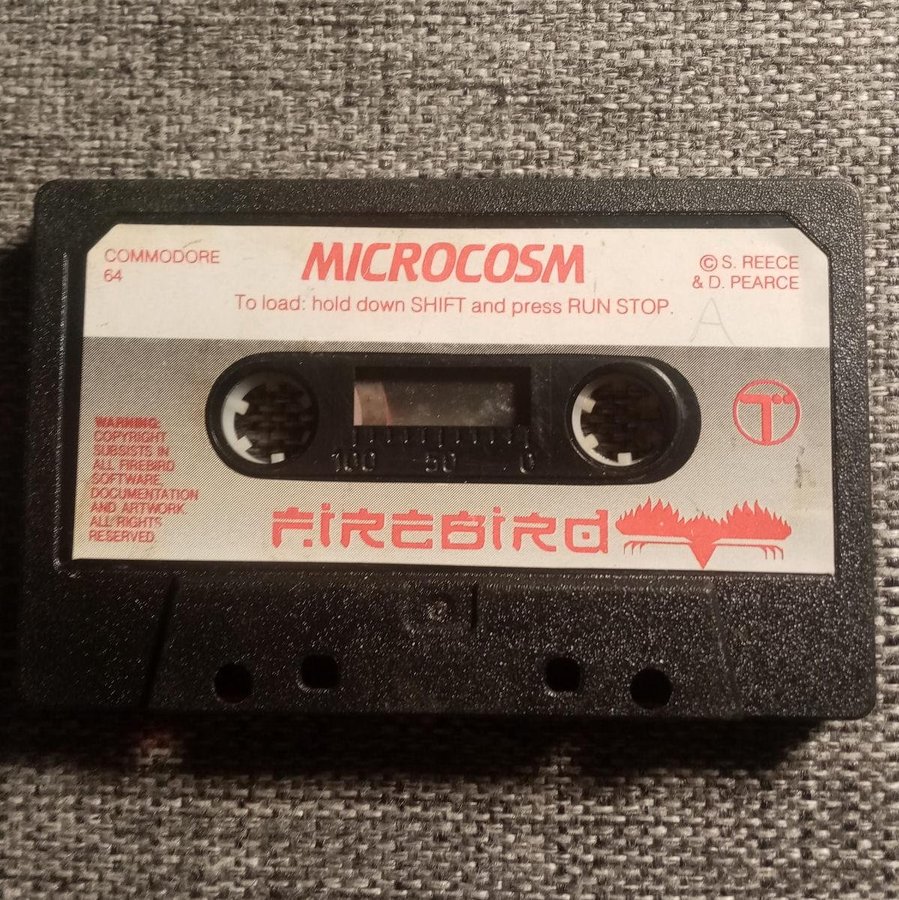 COMMODORE
64
MICROCOSM
To load: hold down SHIFT and press RUN STOP.
© S. REECE
& D. PEARCE
A
WARNING:
COPYRIGHT
SUBSISTS IN
ALL FIREBIRD
SOFTWARE,
DOCUMENTATION
AND ARTWORK.
ALL RIGHTS
RESERVED.
100 50 0
T
FIREBIRD